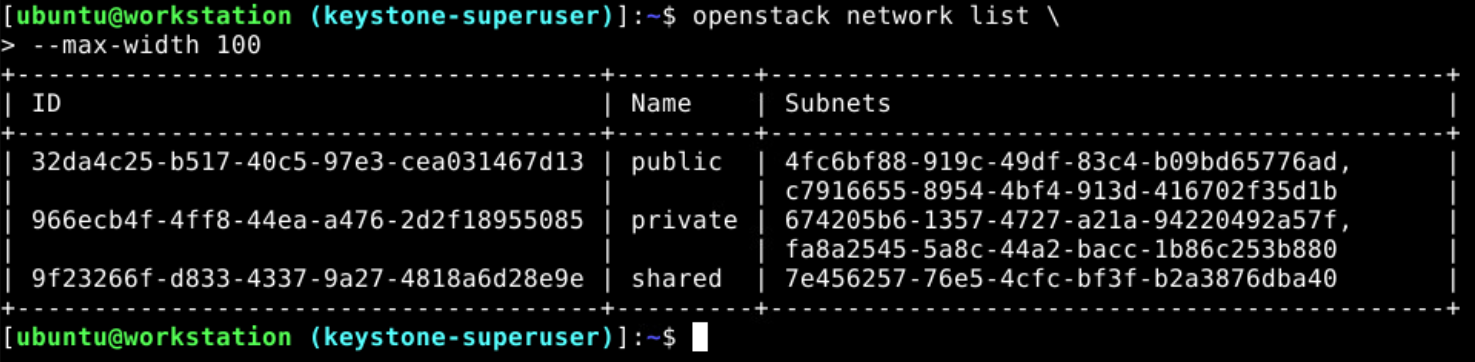 [ubuntu@workstation (keystone-superuser)]:~$ openstack network list \
> --max-width 100
+--------------------------------------+---------+--------------------------------------------+
| ID                                   | Name    | Subnets                                    |
+--------------------------------------+---------+--------------------------------------------+
| 32da4c25-b517-40c5-97e3-cea031467d13 | public  | 4fc6bf88-919c-49df-83c4-b09bd65776ad,      |
|                                      |         | c7916655-8954-4bf4-913d-416702f35d1b       |
| 966ecb4f-4ff8-44ea-a476-2d2f18955085 | private | 674205b6-1357-4727-a21a-94220492a57f,      |
|                                      |         | fa8a2545-5a8c-44a2-bacc-1b86c253b880       |
| 9f23266f-d833-4337-9a27-4818a6d28e9e | shared  | 7e456257-76e5-4cfc-bf3f-b2a3876dba40       |
+--------------------------------------+---------+--------------------------------------------+
[ubuntu@workstation (keystone-superuser)]:~$